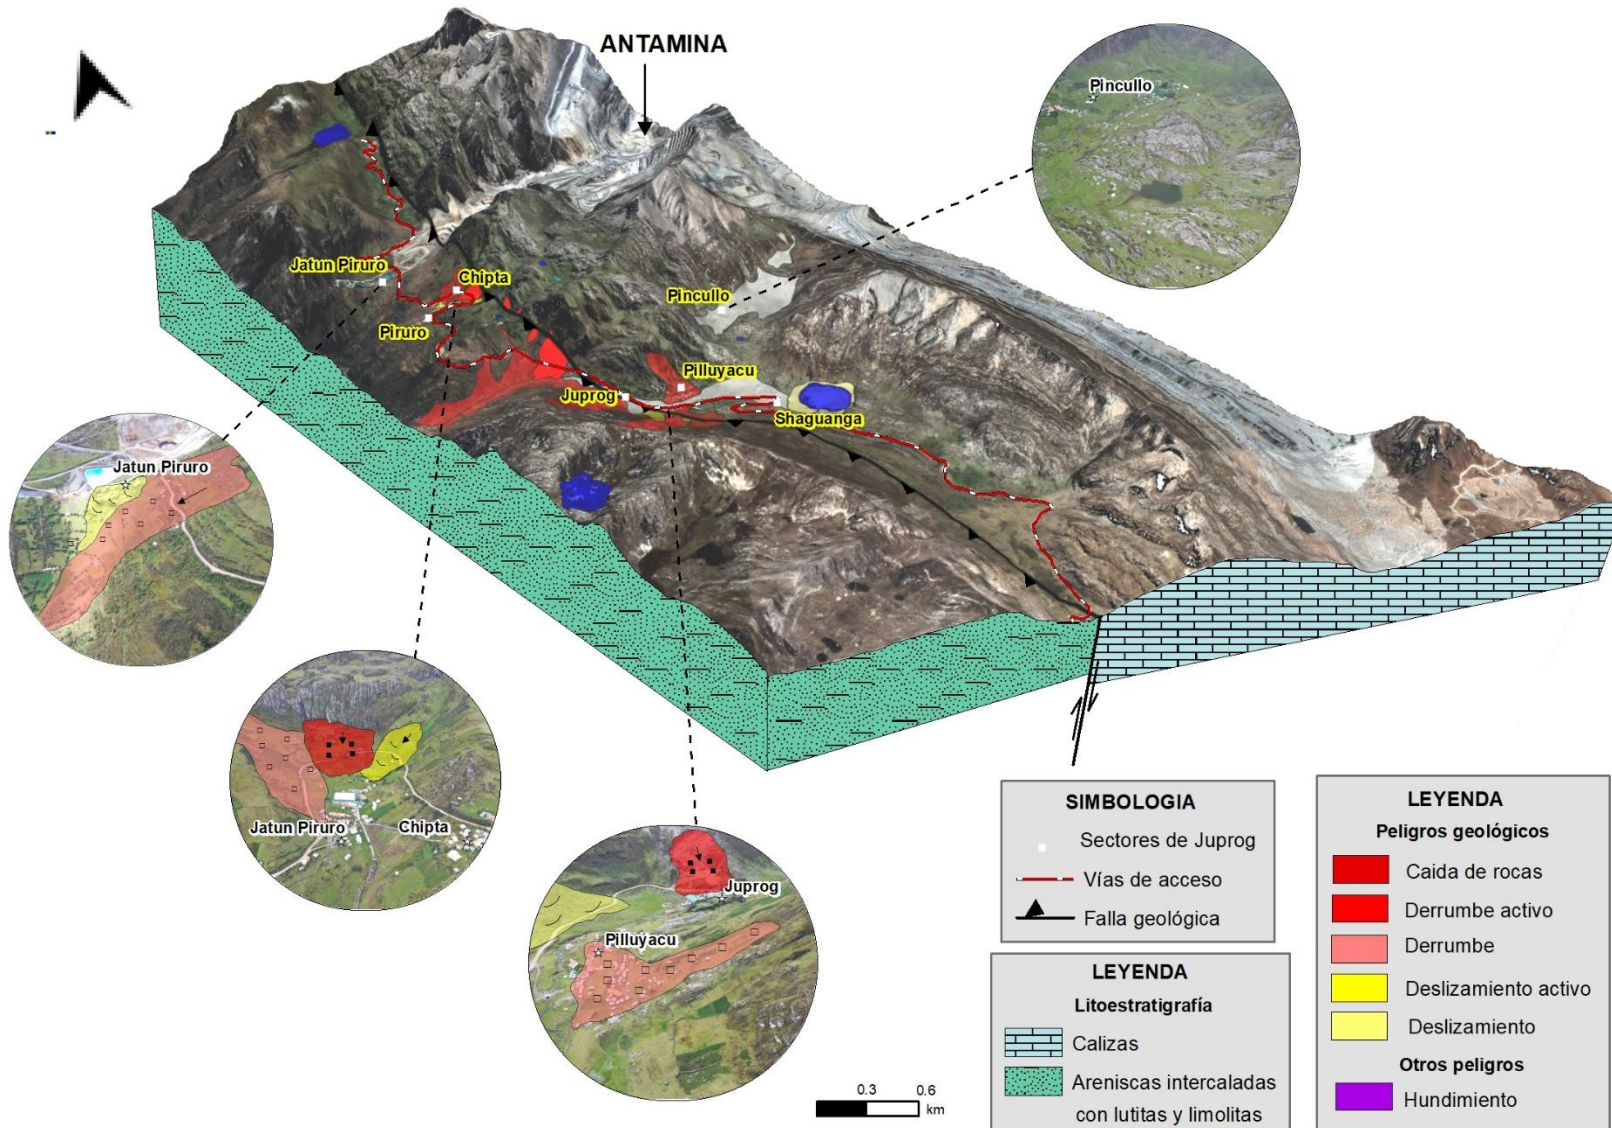 ANTAMINA
Pincullo
Jatun Piruro
Chipta
Pincullo
Piruro
Pilluyacu
Juprog
Shaguanga
Jatun Piruro
Jatun Piruro
Chipta
Juprog
Pilluyacu
SIMBOLOGIA
Sectores de Juprog
Vías de acceso
Falla geológica
LEYENDA
Litoestratigrafía
Calizas
Areniscas intercaladas
con lutitas y limolitas
LEYENDA
Peligros geológicos
Caida de rocas
Derrumbe activo
Derrumbe
Deslizamiento activo
Deslizamiento
Otros peligros
Hundimiento
0.3 0.6
km